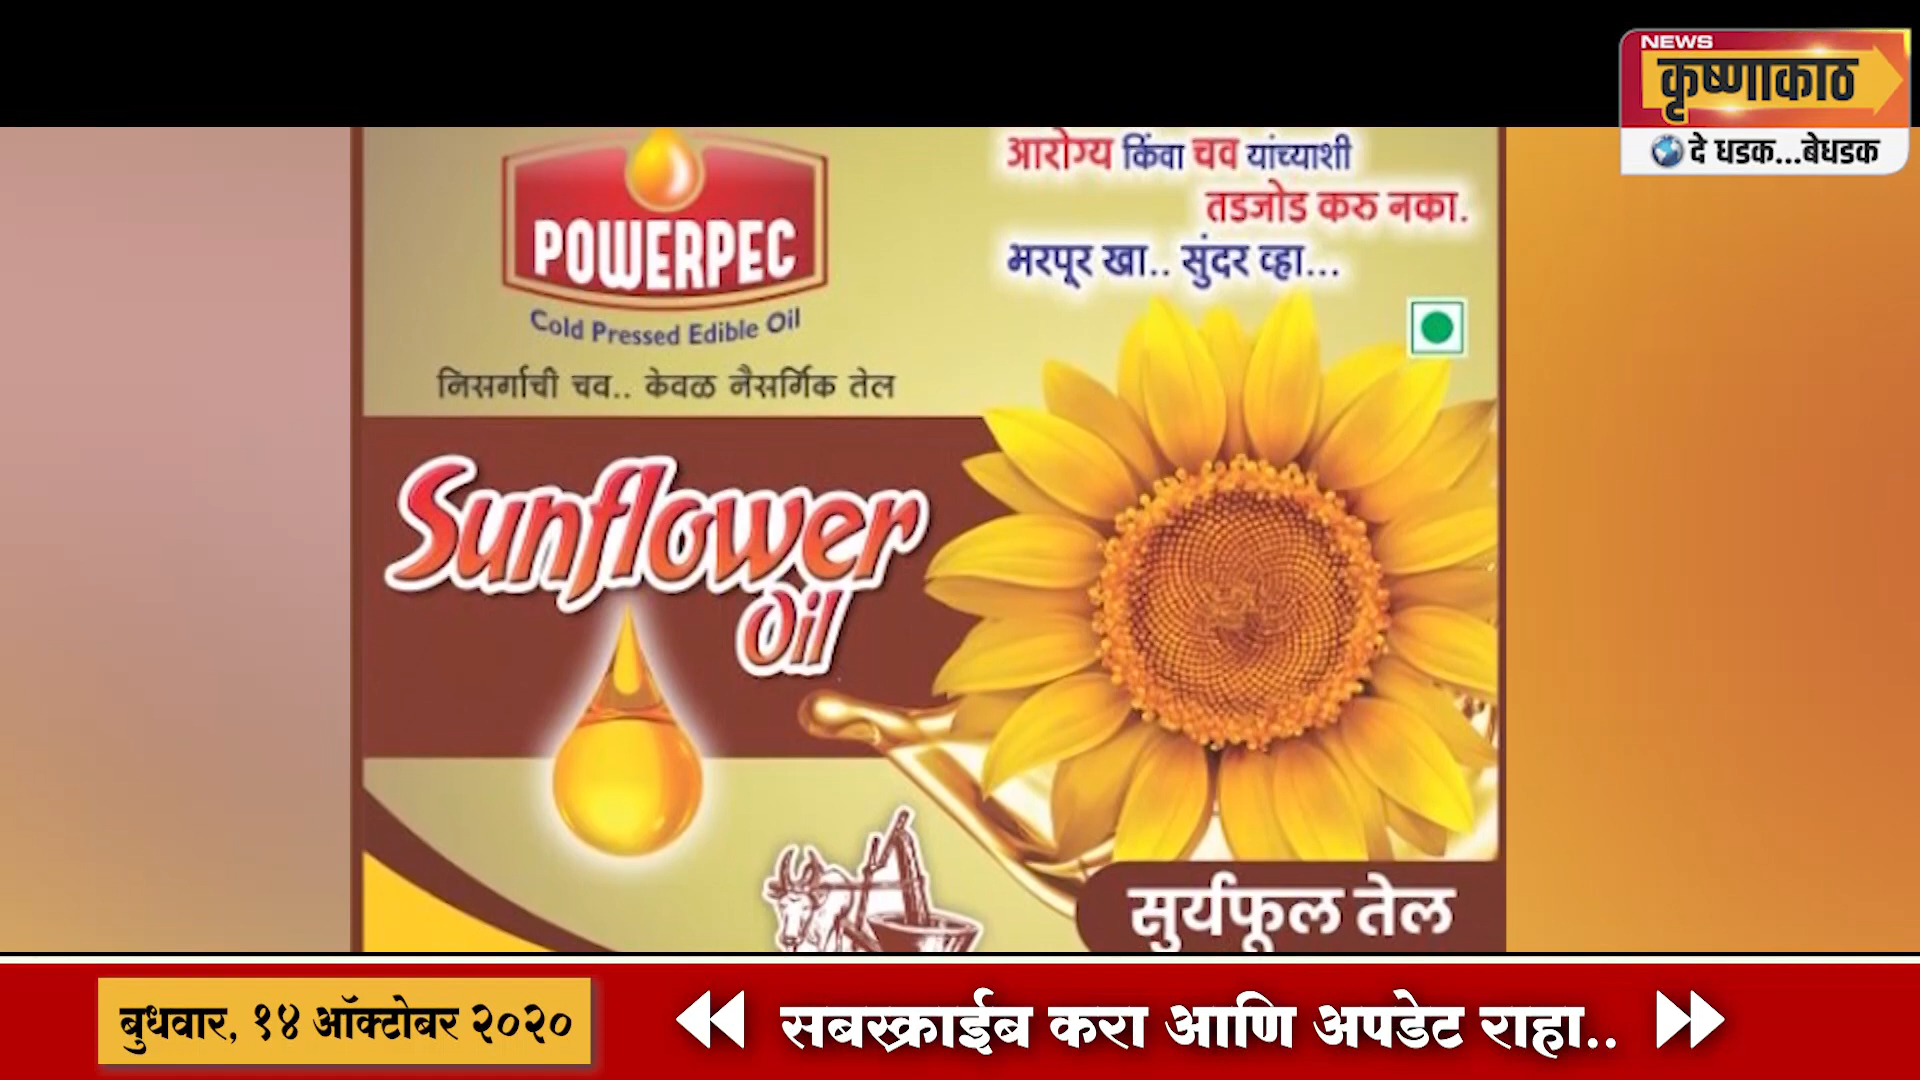 NEWS
कृष्णाकाठ
दे धडक...बेधडक
POWERPEC
Cold Pressed Edible Oil
निसर्गाची चव.. केवळ नैसर्गिक तेल
आरोग्य किंवा चव यांच्याशी
तडजोड करु नका.
भरपूर खा.. सुंदर व्हा...
Sunflower
Oil
सुर्यफूल तेल
बुधवार, १४ ऑक्टोबर २०२०
सबस्क्राईब करा आणि अपडेट राहा..